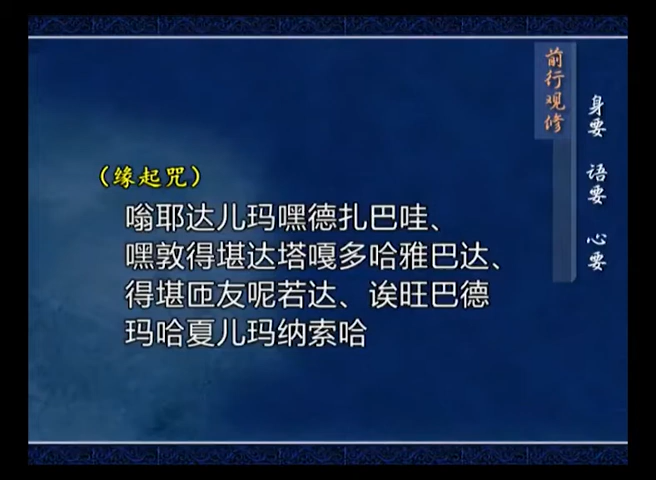 前行观修
身要 语要 心要
（缘起咒）
嗡耶达儿玛嘿德扎巴哇、
嘿敦得堪达塔嘎多哈雅巴达、
得堪匝友呢若达、诶旺巴德
玛哈夏儿玛纳索哈